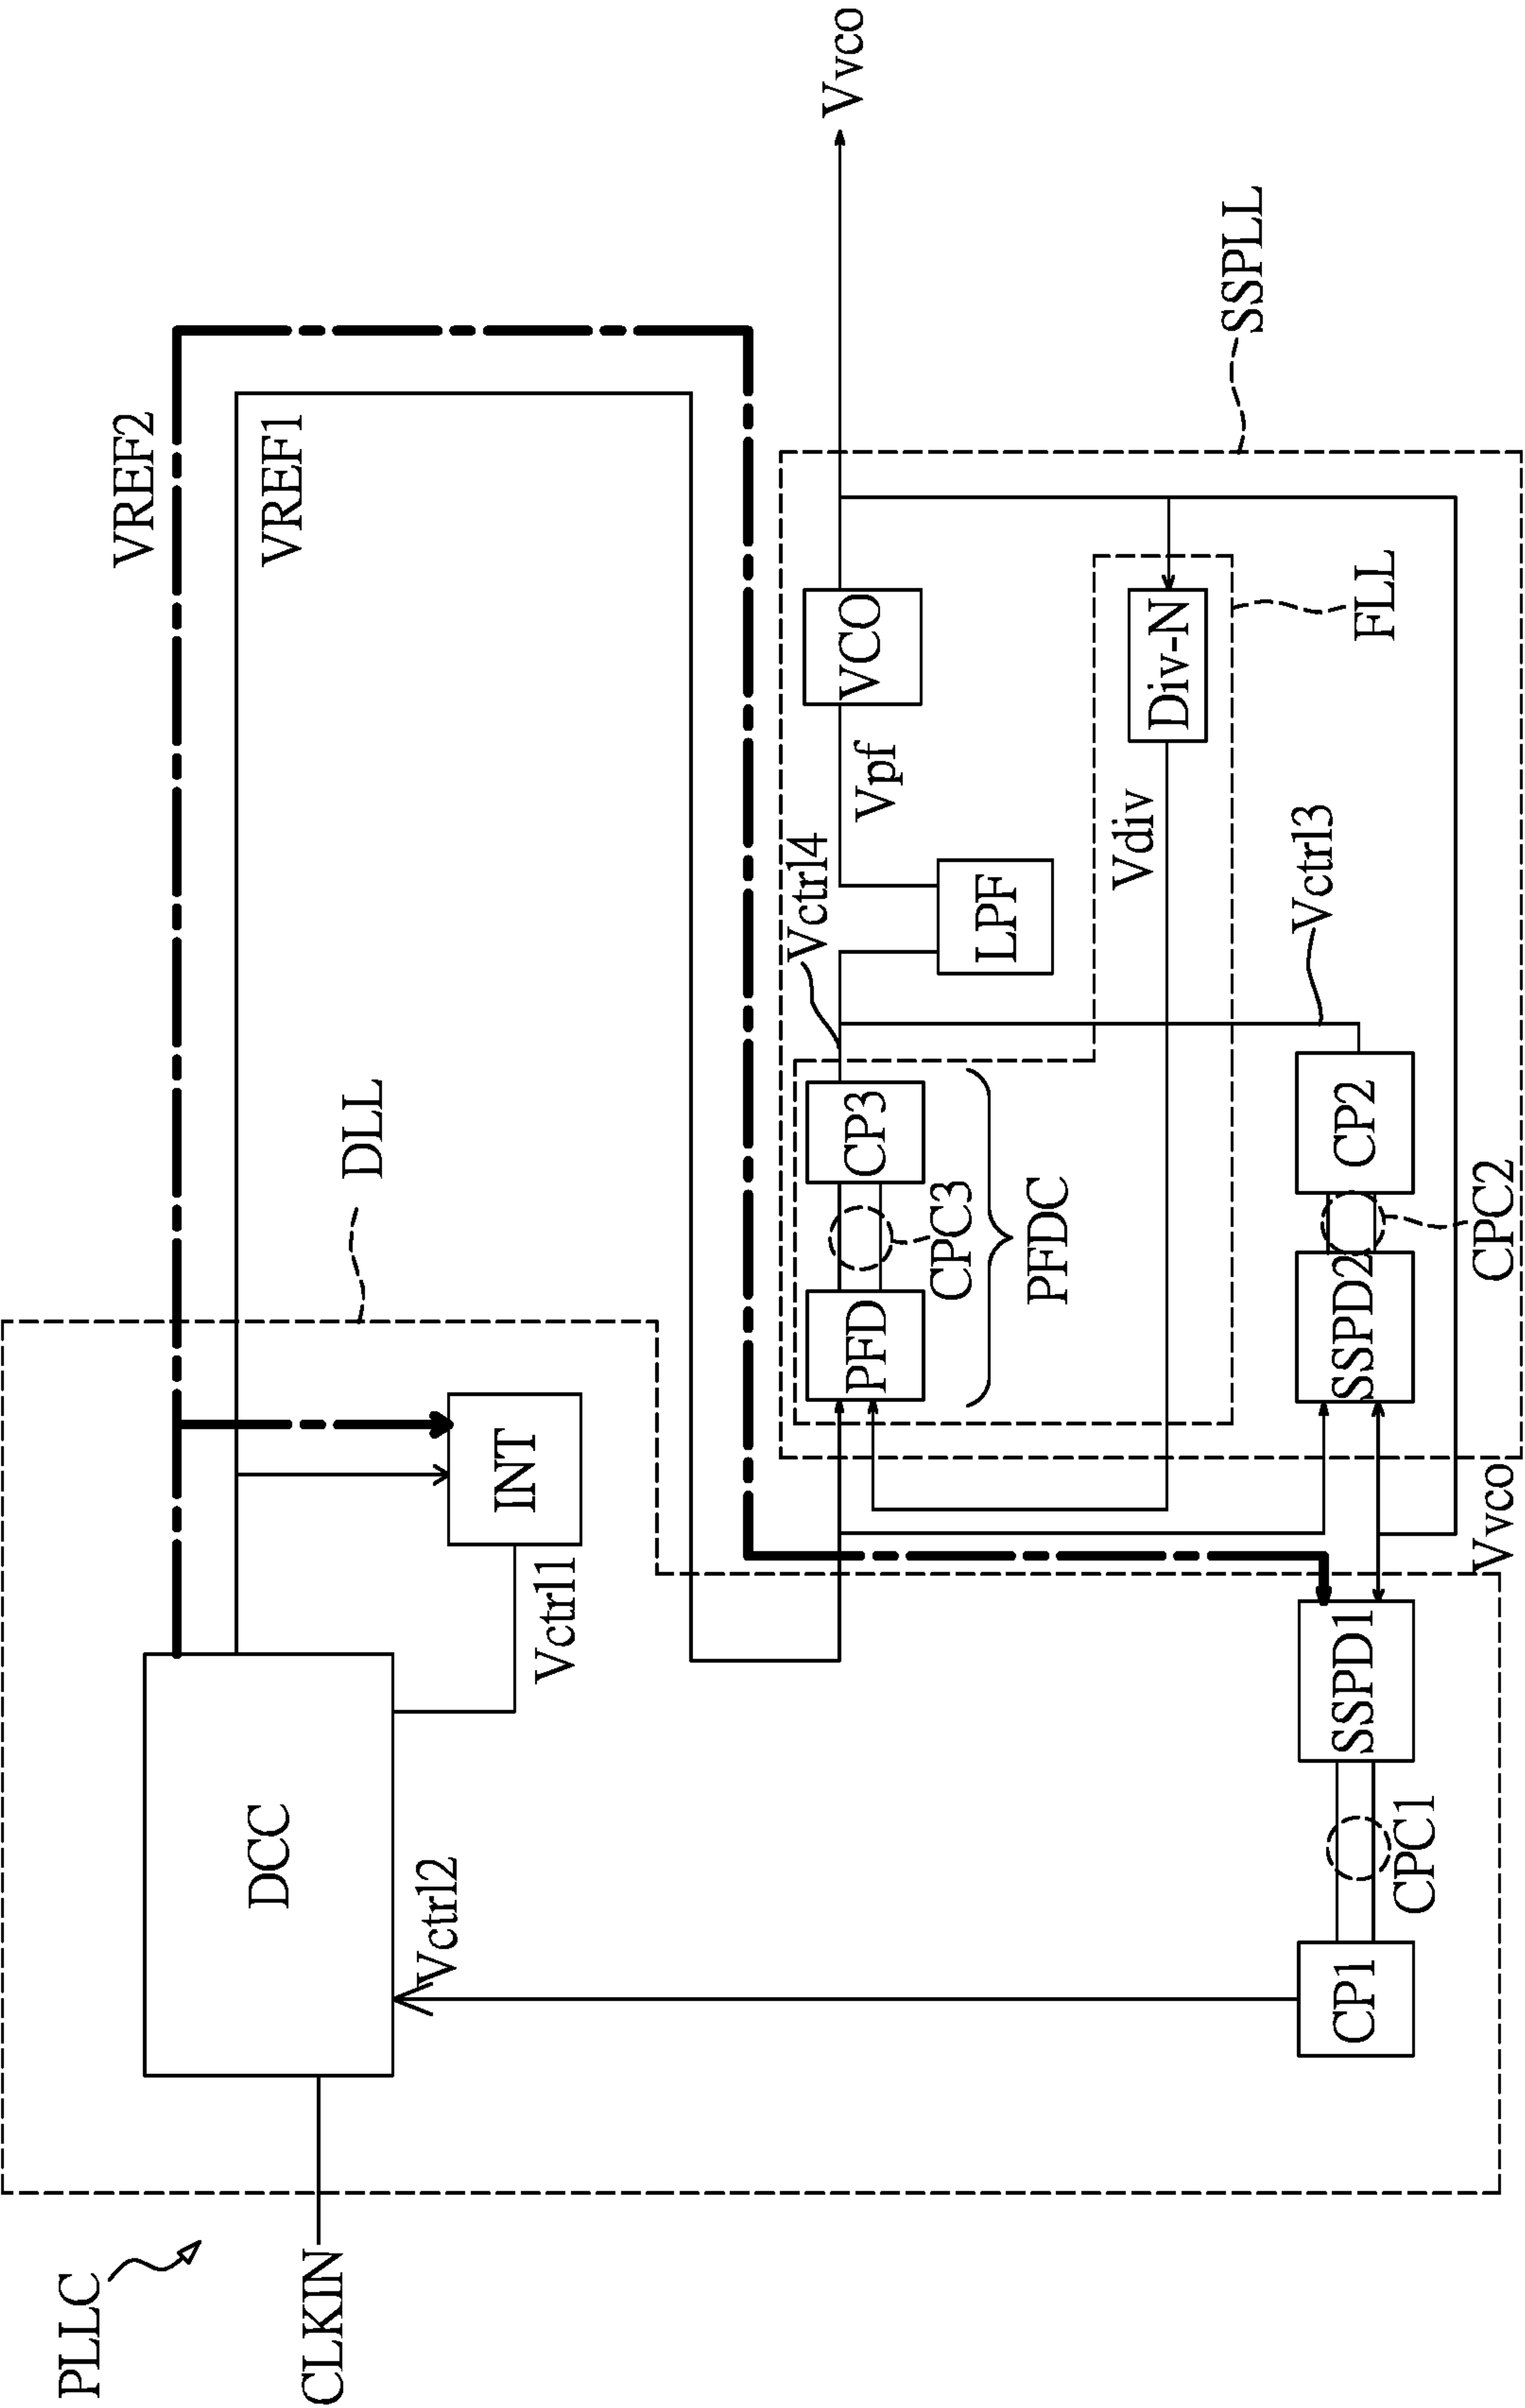 PLLC
CLKIN
DCC
VREF2
VREF1
DLL
INT
Vctrl1
Vctrl2
CP1
CPC1
SSPD1
Vvco
PFD
CPC3
CP3
PFDC
Vctrl4
LPF
Vpf
VCO
Vvco
SSPLL
Vdiv
Div-N
FLL
SSPD2
CPC2
CP2
Vctrl3